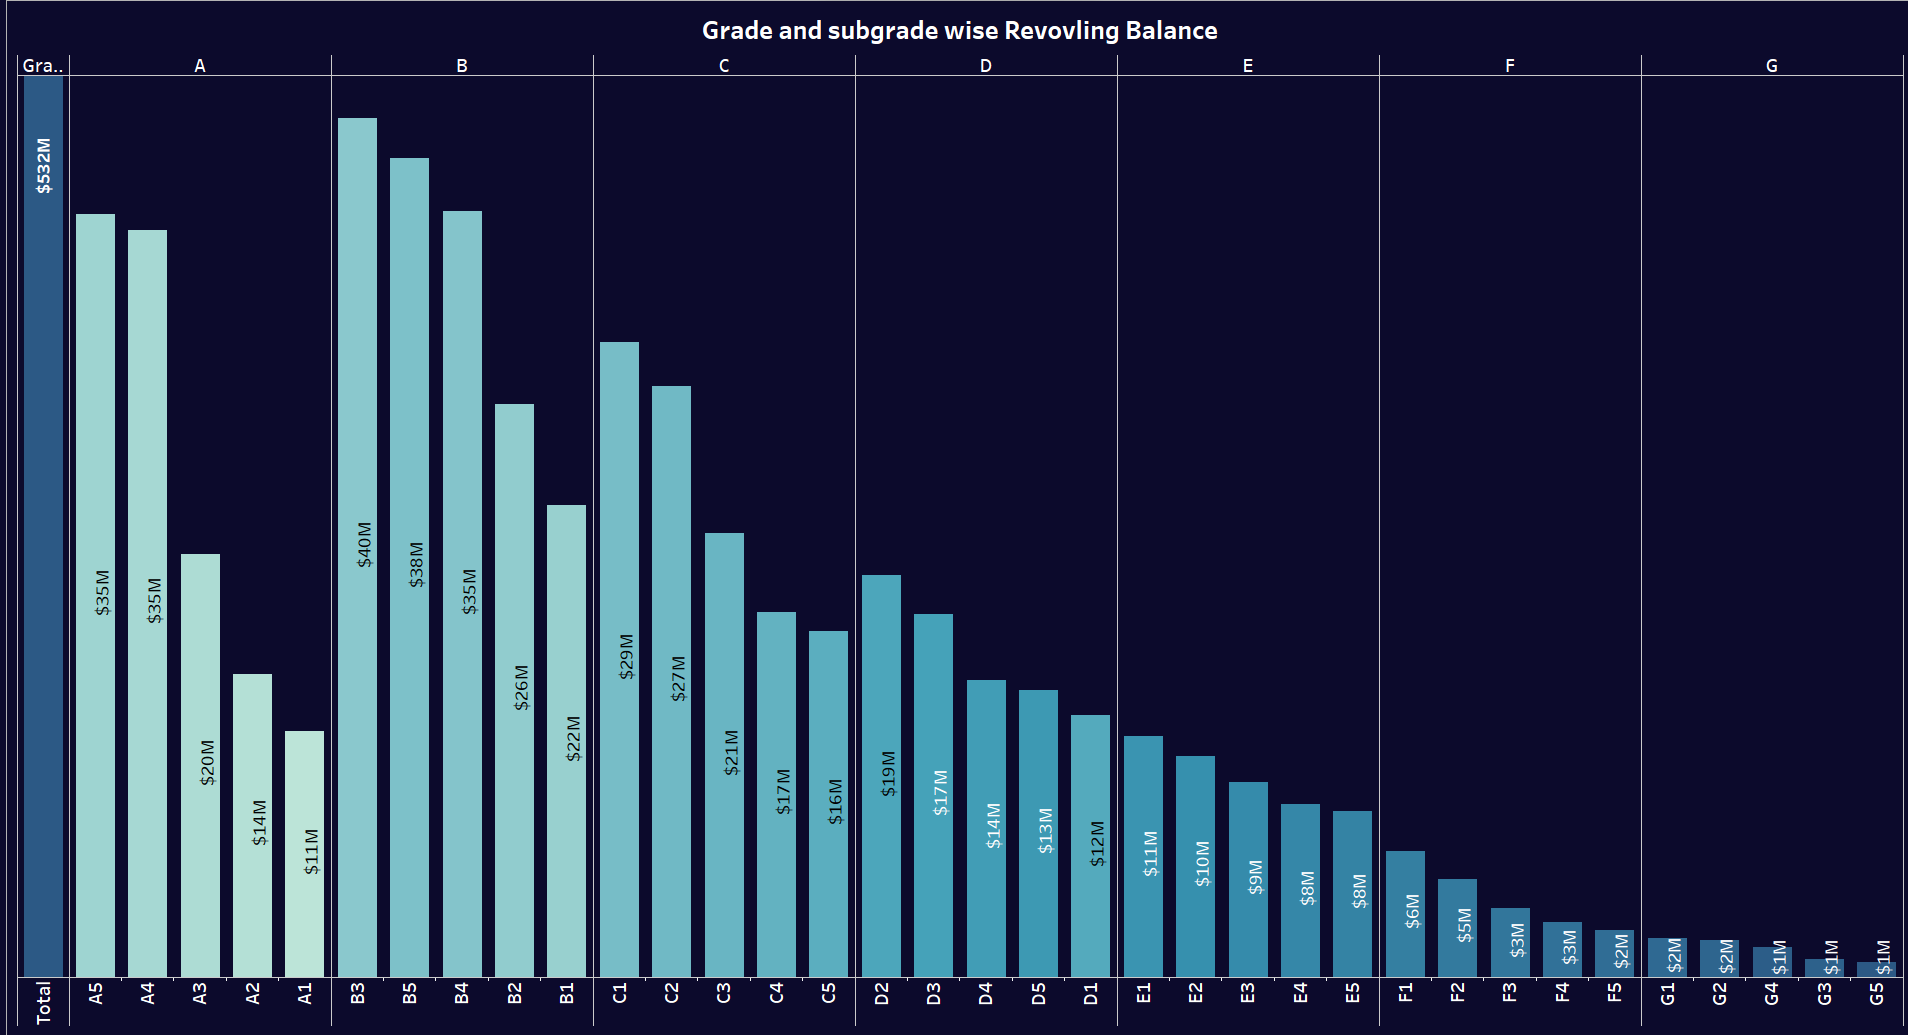 Grade and subgrade wise Revovling Balance
Gra..
A
B
C
D
E
F
G
$532M
$35M
$35M
$20M
$14M
$11M
$40M
$38M
$35M
$26M
$22M
$29M
$27M
$21M
$17M
$16M
$19M
$17M
$14M
$13M
$12M
$11M
$10M
$9M
$8M
$8M
$6M
$5M
$3M
$3M
$2M
$2M
$2M
$1M
$1M
$1M
Total
A5
A4
A3
A2
A1
B3
B5
B4
B2
B1
C1
C2
C3
C4
C5
D2
D3
D4
D5
D1
E1
E2
E3
E4
E5
F1
F2
F3
F4
F5
G1
G2
G4
G3
G5